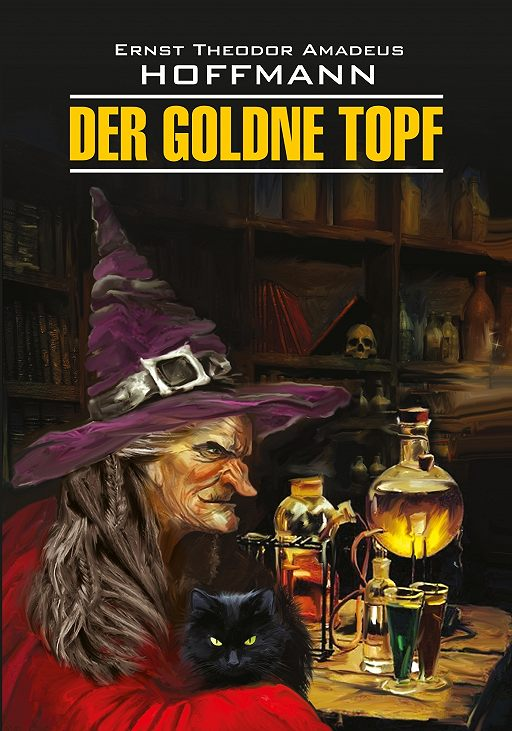 ERNST THEODOR AMADEUS
HOFFMANN
DER GOLDNE TOPF